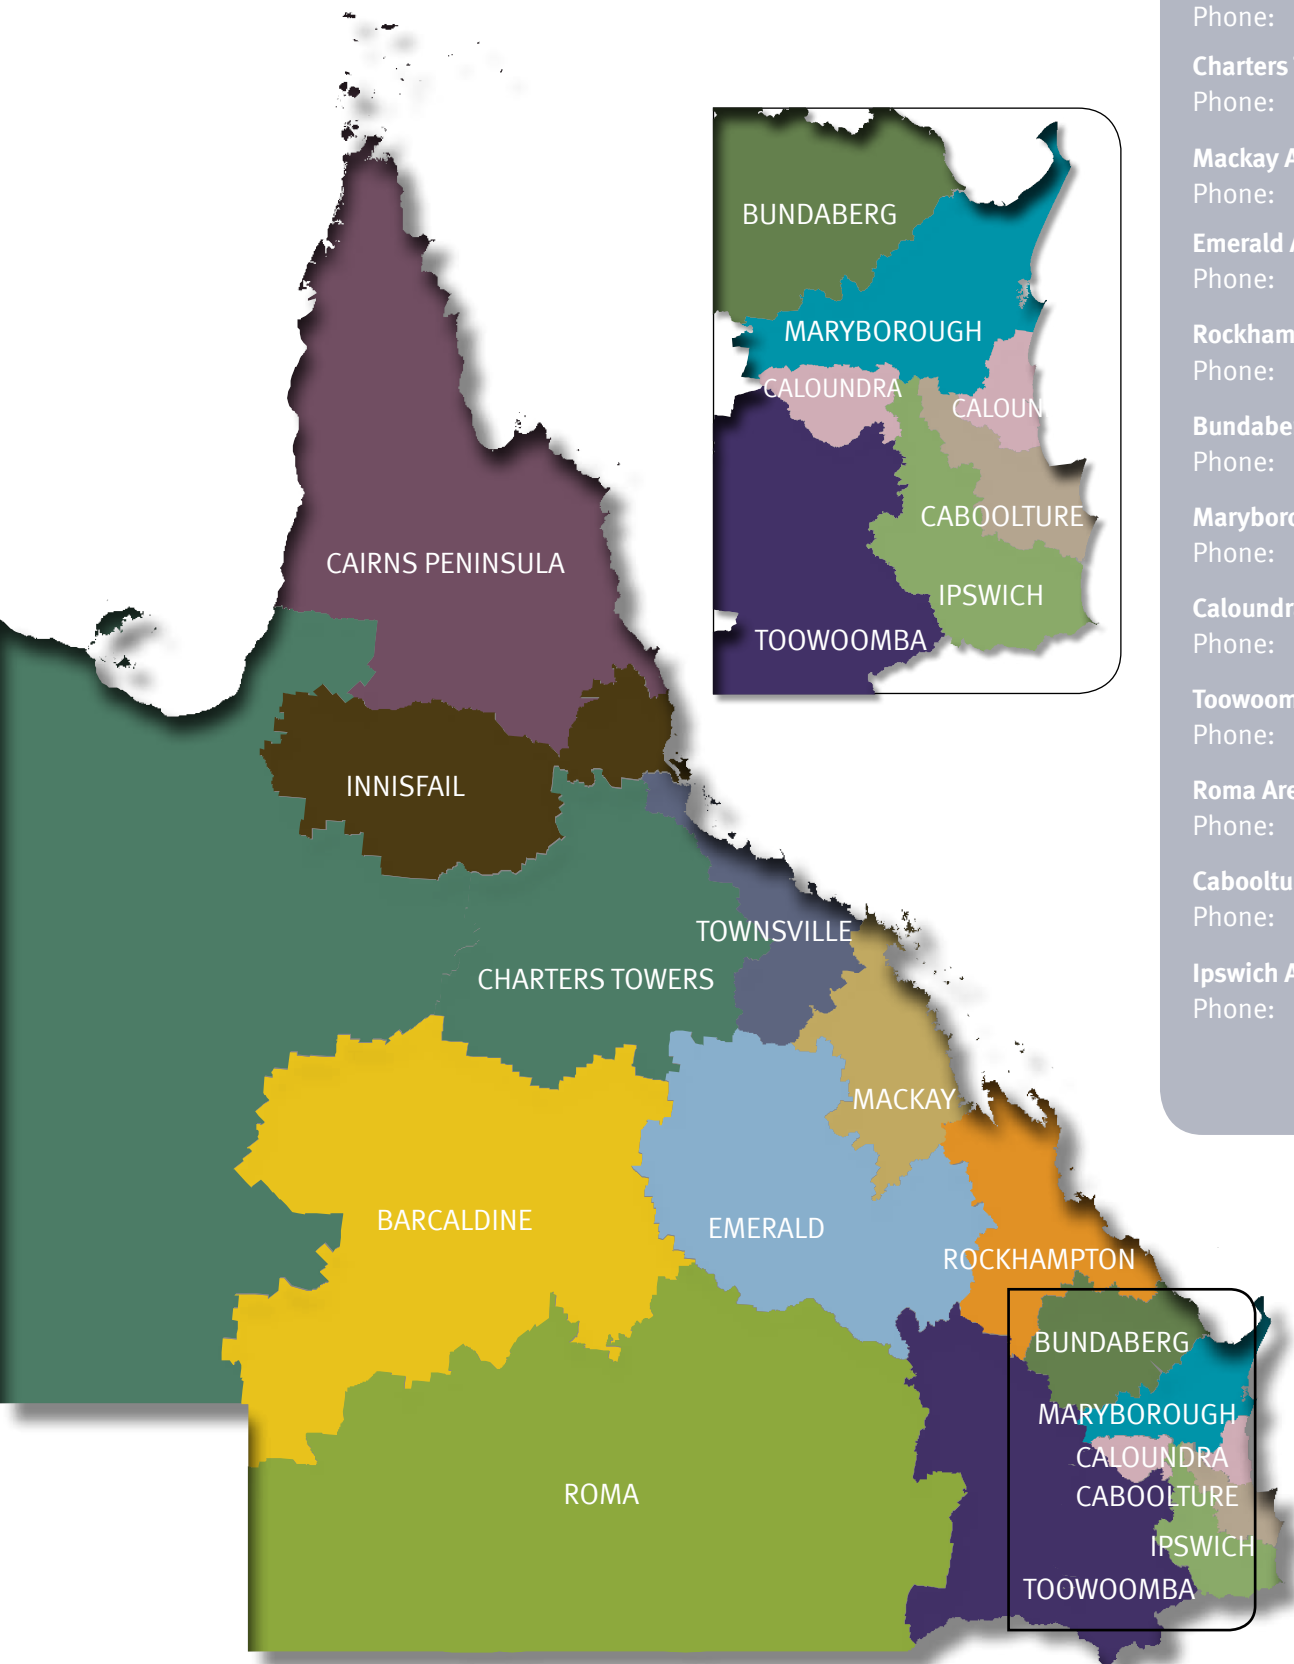 CAIRNS PENINSULA
INNISFAIL
TOWNSVILLE
CHARTERS TOWERS
MACKAY
BARCALDINE
EMERALD
ROCKHAMPTON
BUNDABERG
MARYBOROUGH
CALOUNDRA
CABOOLTURE
ROMA
IPSWICH
TOOWOOMBA
BUNDABERG
MARYBOROUGH
CALOUNDRA
CALOUN
CABOOLTURE
IPSWICH
TOOWOOMBA
Phone:
Charters
Phone:
Mackay A
Phone:
Emerald A
Phone:
Rockham
Phone:
Bundabe
Phone:
Marybor
Phone:
Caloundr
Phone:
Toowoom
Phone:
Roma Are
Phone:
Cabooltu
Phone:
Ipswich A
Phone: